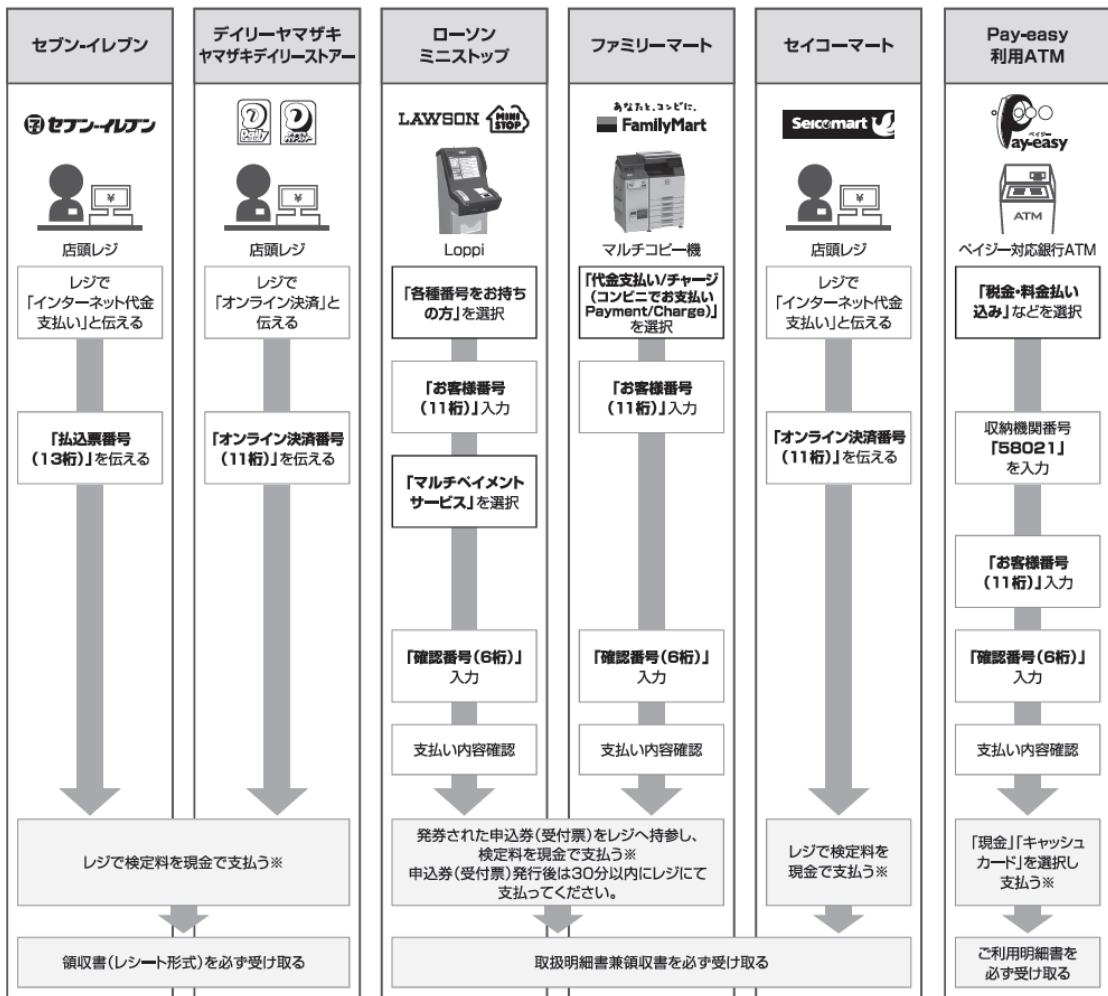 セブン-イレブン
デイリーヤマザキ
ヤマザキデイリーストアー
ローソン
ミニストップ
ファミリーマート
セイコーマート
Pay-easy
利用ATM
セブン-イレブン
Daily
LAWSON
MINI
STOP
あなたと、コンビに、
FamilyMart
Seicomart
ペイジー
Pay-easy
¥
¥
¥
ATM
店頭レジ
店頭レジ
Loppi
マルチコピー機
店頭レジ
ペイジー対応銀行ATM
レジで
「インターネット代金
支払い」と伝える
レジで
「オンライン決済」と
伝える
「各種番号をお持ち
の方」を選択
「代金支払い/チャージ
(コンビニでお支払い
Payment/Charge)」
を選択
レジで
「インターネット代金
支払い」と伝える
「税金・料金払い
込み」などを選択
「お客様番号
(11桁)」入力
「お客様番号
(11桁)」入力
「払込票番号
(13桁)」を伝える
「オンライン決済番号
(11桁)」を伝える
「マルチペイメント
サービス」を選択
「オンライン決済番号
(11桁)」を伝える
収納機関番号
「58021」
を入力
「お客様番号
(11桁)」入力
「確認番号(6桁)」
入力
「確認番号(6桁)」
入力
「確認番号(6桁)」
入力
支払い内容確認
支払い内容確認
支払い内容確認
レジで検定料を現金で支払う※
発券された申込券(受付票)をレジへ持参し、
検定料を現金で支払う※
申込券(受付票)発行後は30分以内にレジにて
支払ってください。
レジで検定料を
現金で支払う※
「現金」「キャッシュ
カード」を選択し
支払う※
領収書(レシート形式)を必ず受け取る
取扱明細書兼領収書を必ず受け取る
ご利用明細書を
必ず受け取る